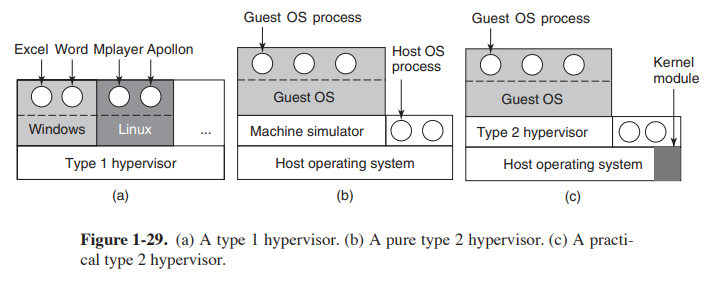 Guest OS process
Excel Word Mplayer Apollon
Windows
Linux
...
Type 1 hypervisor
(a)
Host OS
process
Guest OS
Machine simulator
Host operating system
(b)
Guest OS process
Kernel
module
Guest OS
Type 2 hypervisor
Host operating system
(c)
Figure 1-29. (a) A type 1 hypervisor. (b) A pure type 2 hypervisor. (c) A practi-
cal type 2 hypervisor.